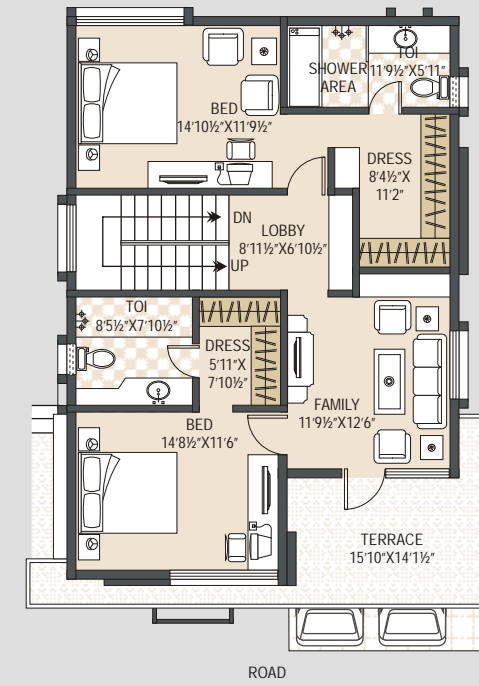 TOI
SHOWER 11'9½"X5'11"
AREA
BED
14'10½"X11'9½"
DRESS
8'4½"X
11'2"
DN
LOBBY
8'11½"X6'10½"
UP
TOI
8'5½"X7'10½"
DRESS
5'11"X
7'10½"
FAMILY
11'9½"X12'6"
BED
14'8½"X11'6"
TERRACE
15'10"X14'1½"
ROAD